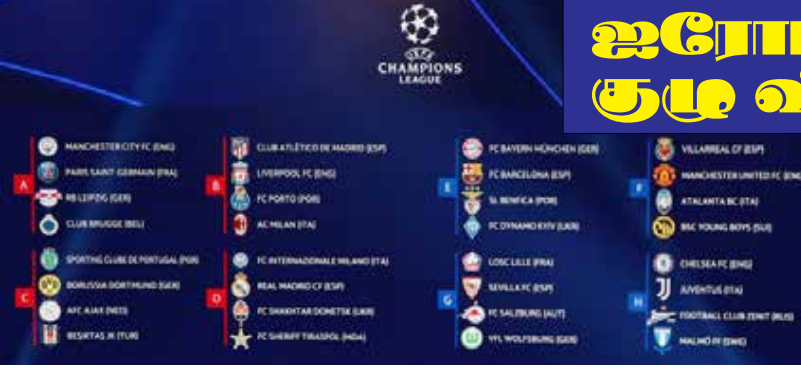 UEFA
CHAMPIONS
LEAGUE
ஐரோ
குடி
A
MANCHESTER CITY FC (ENG)
PARIS SAINT-GERMAIN (FRA)
RB LEIPZIG (GER)
CLUB BRUGGE (BEL)
B
CLUB ATLÉTICO DE MADRID (ESP)
LIVERPOOL FC (ENG)
FC PORTO (POR)
AC MILAN (ITA)
E
FC BAYERN MÜNCHEN (GER)
FC BARCELONA (ESP)
SL BENFICA (POR)
FC DYNAMO KYIV (UKR)
F
VILLARREAL CF (ESP)
MANCHESTER UNITED FC (ENG
ATALANTA BC (ITA)
BSC YOUNG BOYS (SUI)
C
SPORTING CLUBE DE PORTUGAL (POR)
BORUSSIA DORTMUND (GER)
AFC AJAX (NED)
BEŞIKTAŞ JK (TUR)
D
FC INTERNAZIONALE MILANO (ITA)
REAL MADRID CF (ESP)
FC SHAKHTAR DONETSK (UKR)
FC SHERIFF TIRASPOL (MDA)
G
LOSC LILLE (FRA)
SEVILLA FC (ESP)
FC SALZBURG (AUT)
VFL WOLFSBURG (GER)
H
CHELSEA FC (ENG)
JUVENTUS (ITA)
FOOTBALL CLUB ZENIT (RUS)
MALMÖ FF (SWE)